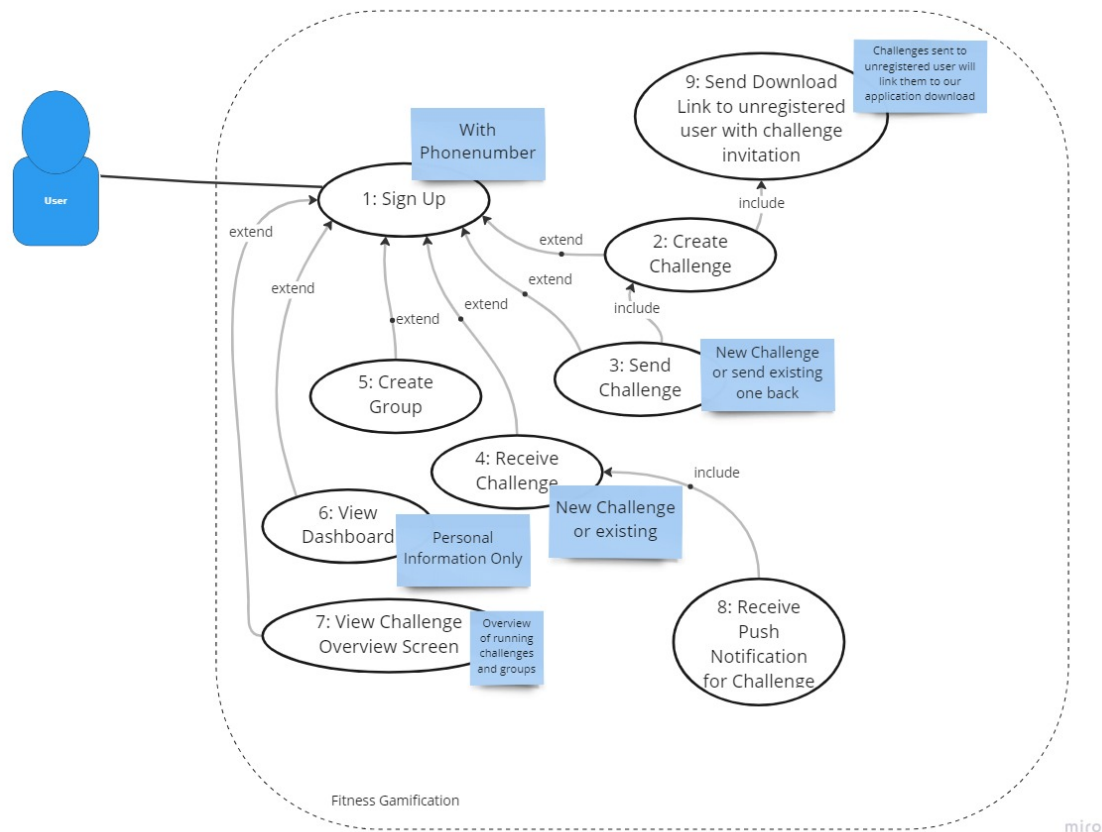 Challenges sent to
unregistered user will
link them to our
application download
9: Send Download
Link to unregistered
user with challenge
invitation
With
Phonenumber
User
1: Sign Up
include
extend
extend
2: Create
Challenge
extend
extend
extend
include
extend
3: Send
Challenge
New Challenge
or send existing
one back
5: Create
Group
4: Receive
Challenge
include
New Challenge
or existing
6: View
Dashboard
Personal
Information Only
7: View Challenge
Overview Screen
Overview
of running
challenges
and groups
8: Receive
Push
Notification
for Challenge
Fitness Gamification
miro